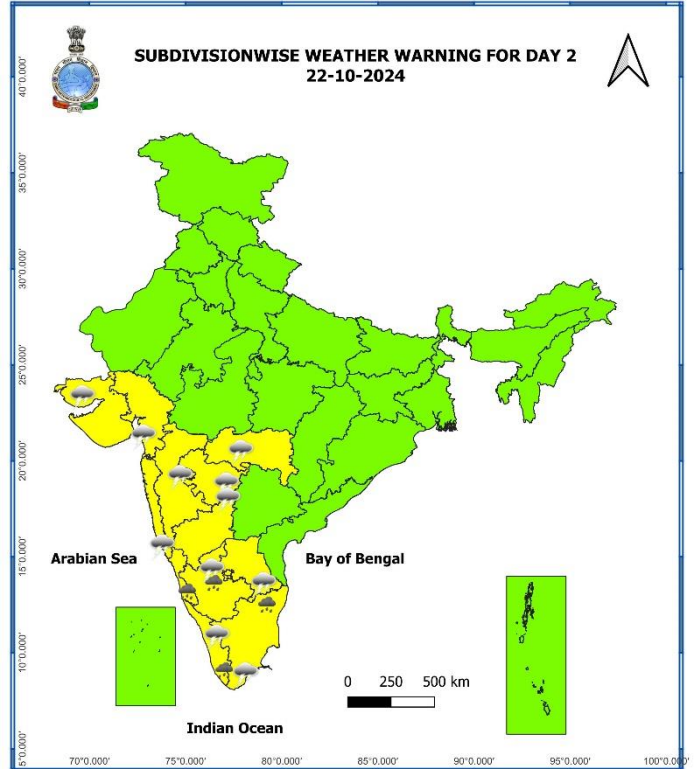 SUBDIVISIONWISE WEATHER WARNING FOR DAY 2
22-10-2024
40°0.000'
35°0.000'
30°0.000'
25°0.000'
20°0.000'
15°0.000'
10°0.000'
5°0.000'
Arabian Sea
Bay of Bengal
0 250 500 km
Indian Ocean
70°0.000' 75°0.000' 80°0.000' 85°0.000' 90°0.000' 95°0.000' 100°0.000'